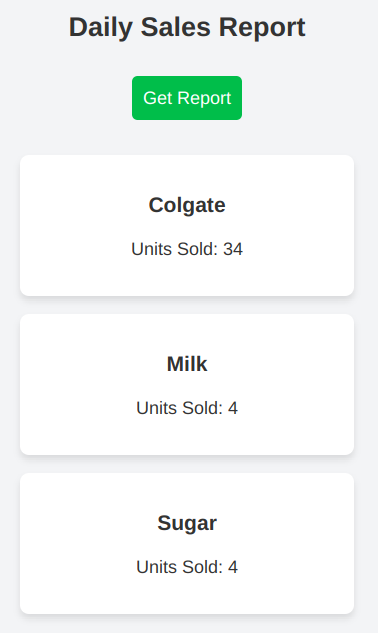 Daily Sales Report
Get Report
Colgate
Units Sold: 34
Milk
Units Sold: 4
Sugar
Units Sold: 4